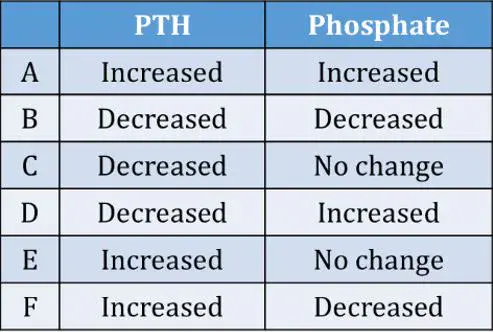 PTH Phosphate
A Increased Increased
B Decreased Decreased
C Decreased No change
D Decreased Increased
E Increased No change
F Increased Decreased